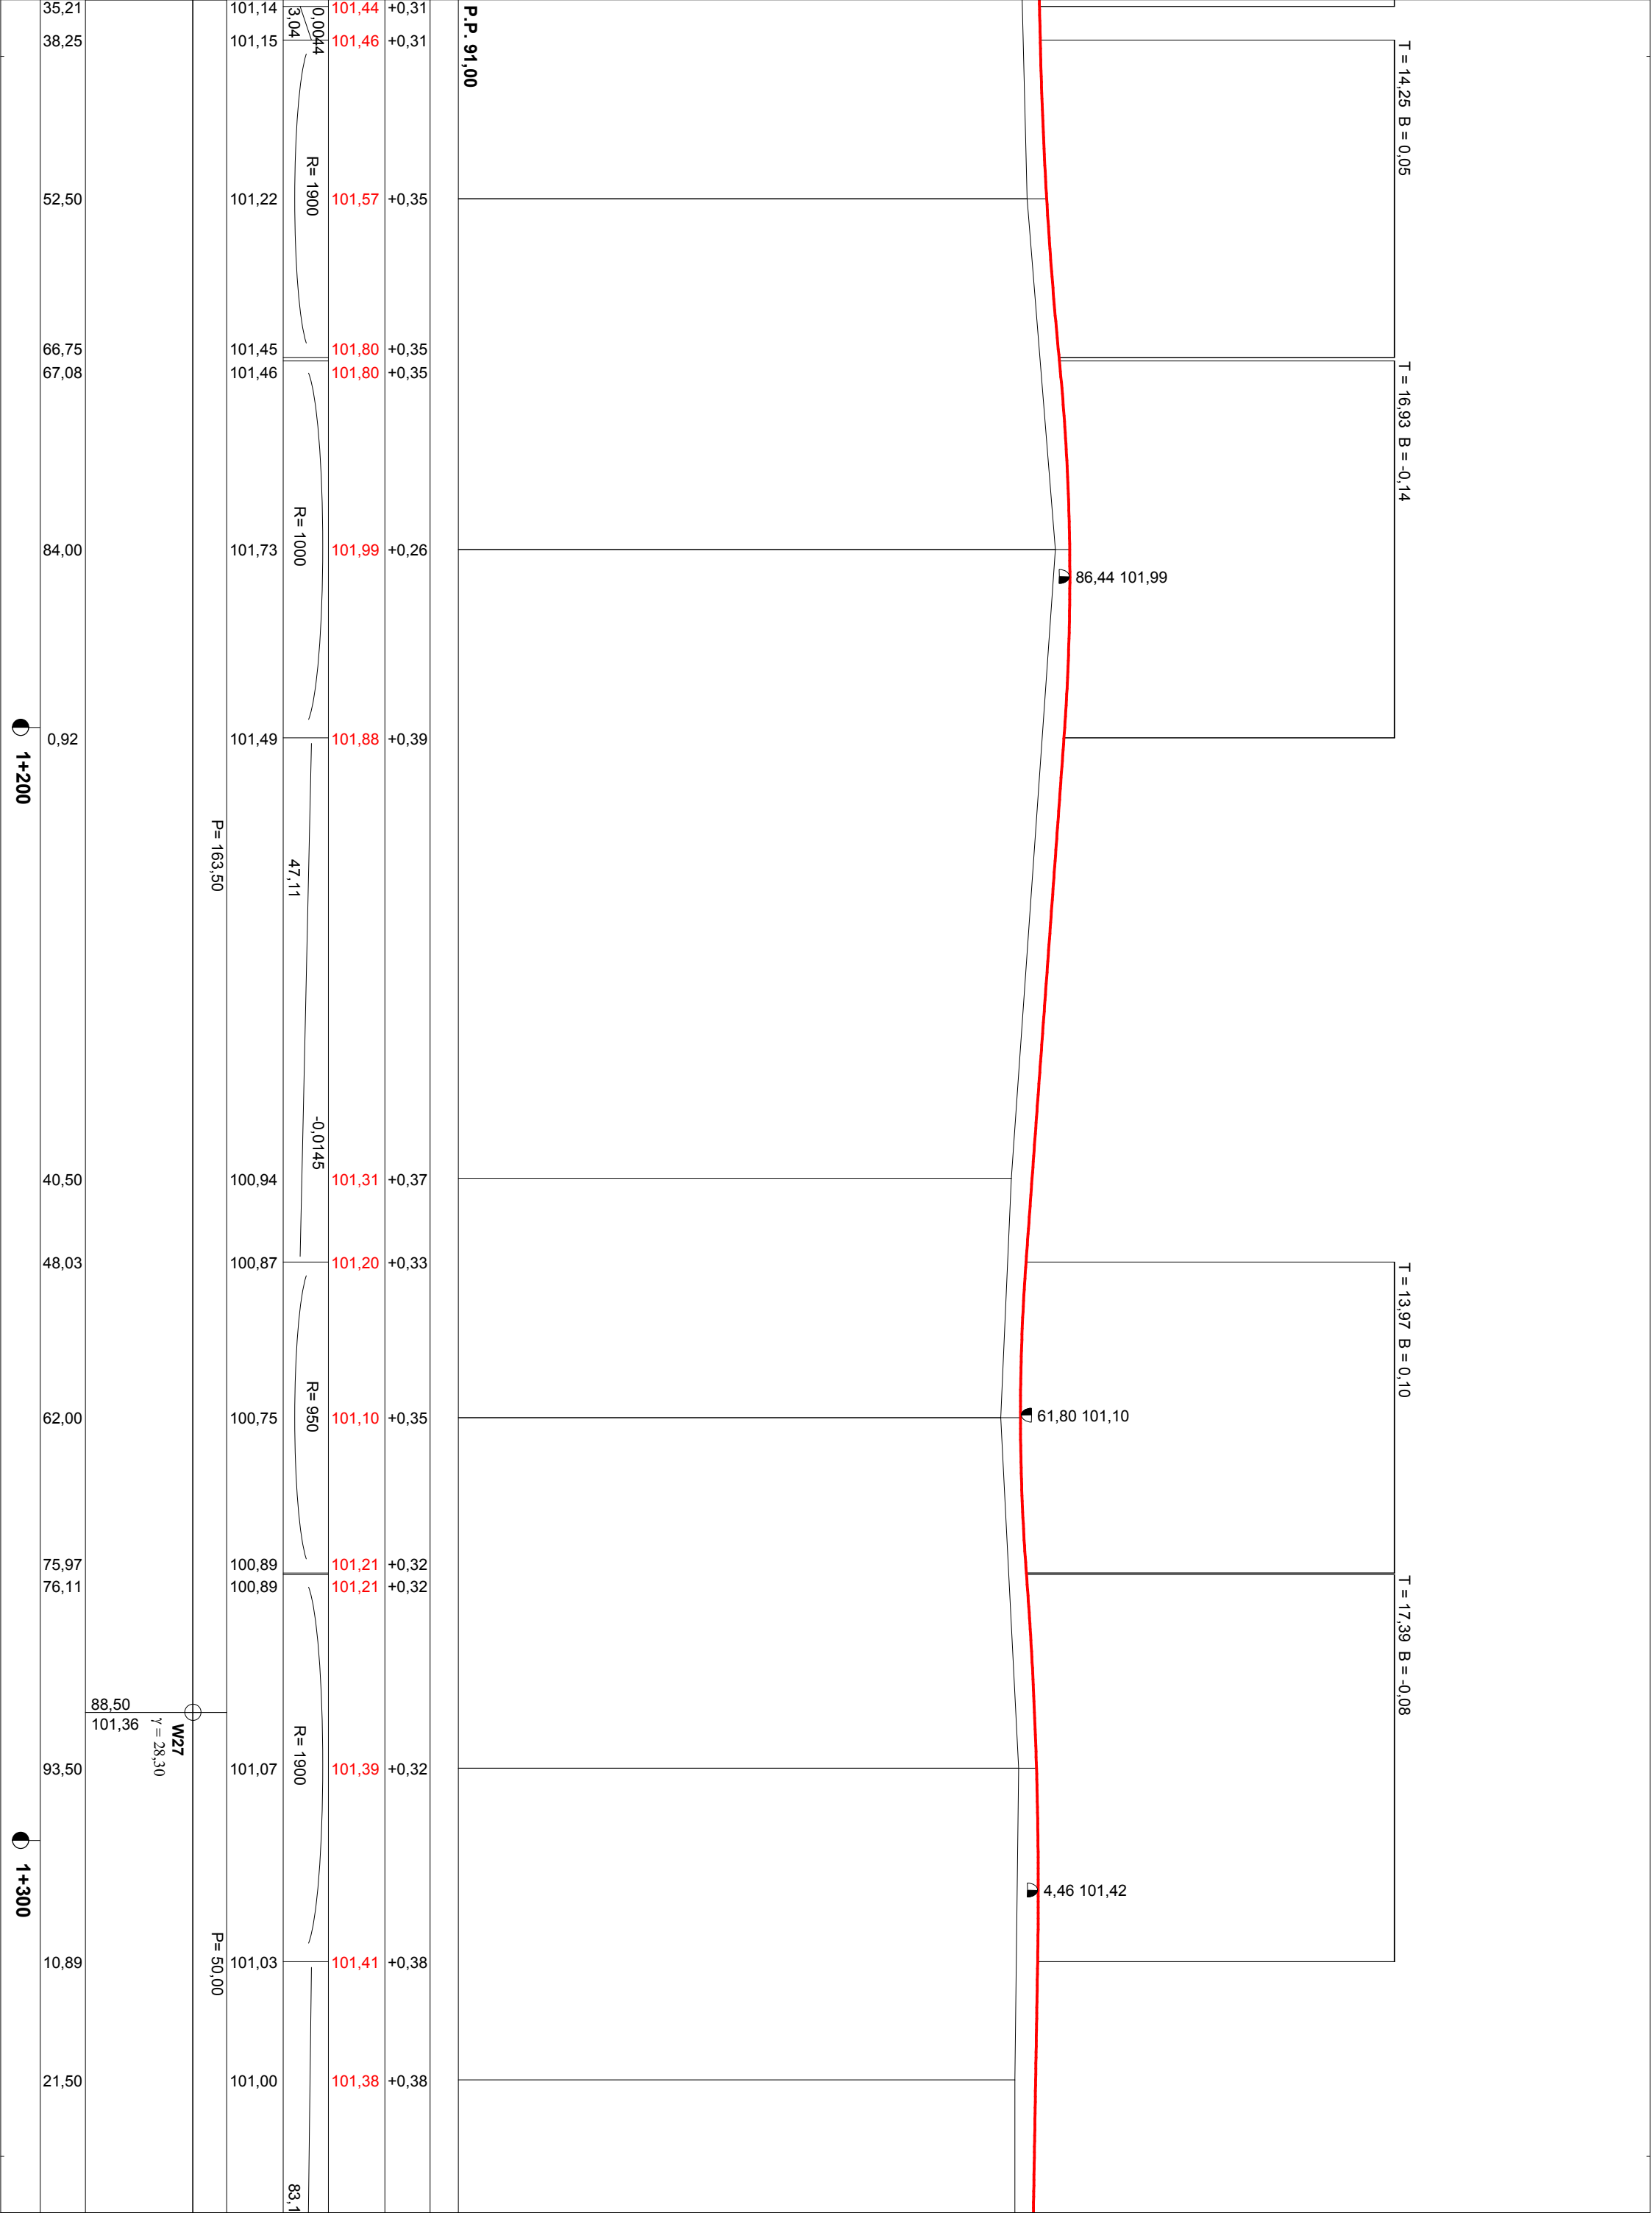 35,21 101,14 101,44 +0,31
3,04 0,0044
38,25 101,15 101,46 +0,31
P.P. 91,00
T = 14,25 B = 0,05
R= 1900
52,50 101,22 101,57 +0,35
66,75 101,45 101,80 +0,35
67,08 101,46 101,80 +0,35
T = 16,93 B = -0,14
R= 1000
84,00 101,73 101,99 +0,26
86,44 101,99
0,92 101,49 101,88 +0,39
1+200
P= 163,50
47,11
-0,0145
40,50 100,94 101,31 +0,37
48,03 100,87 101,20 +0,33
T = 13,97 B = 0,10
R= 950
62,00 100,75 101,10 +0,35
61,80 101,10
75,97 100,89 101,21 +0,32
76,11 100,89 101,21 +0,32
T = 17,39 B = -0,08
88,50
101,36
W27
γ = 28,30
R= 1900
93,50 101,07 101,39 +0,32
1+300
4,46 101,42
P= 50,00
10,89 101,03 101,41 +0,38
21,50 101,00 101,38 +0,38
83,1